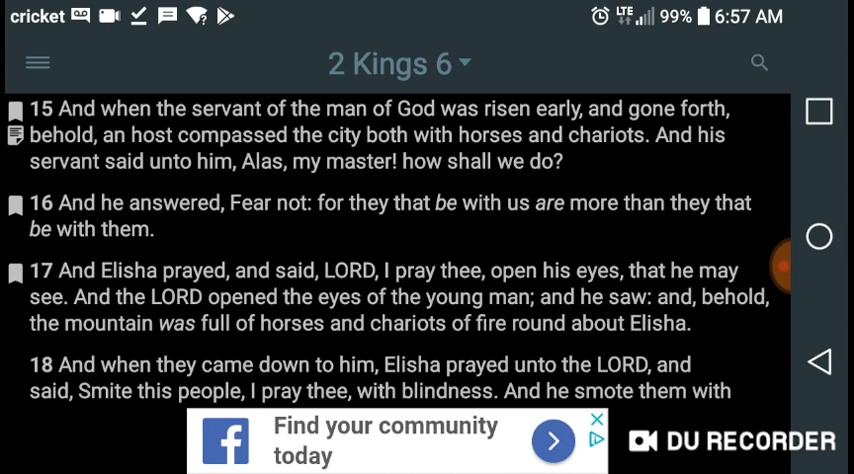 cricket 99% 6:57 AM
LTE
2 Kings 6
15 And when the servant of the man of God was risen early, and gone forth,
behold, an host compassed the city both with horses and chariots. And his
servant said unto him, Alas, my master! how shall we do?
16 And he answered, Fear not: for they that be with us are more than they that
be with them.
17 And Elisha prayed, and said, LORD, I pray thee, open his eyes, that he may
see. And the LORD opened the eyes of the young man; and he saw: and, behold,
the mountain was full of horses and chariots of fire round about Elisha.
18 And when they came down to him, Elisha prayed unto the LORD, and
said, Smite this people, I pray thee, with blindness. And he smote them with
Find your community
today
DU RECORDER